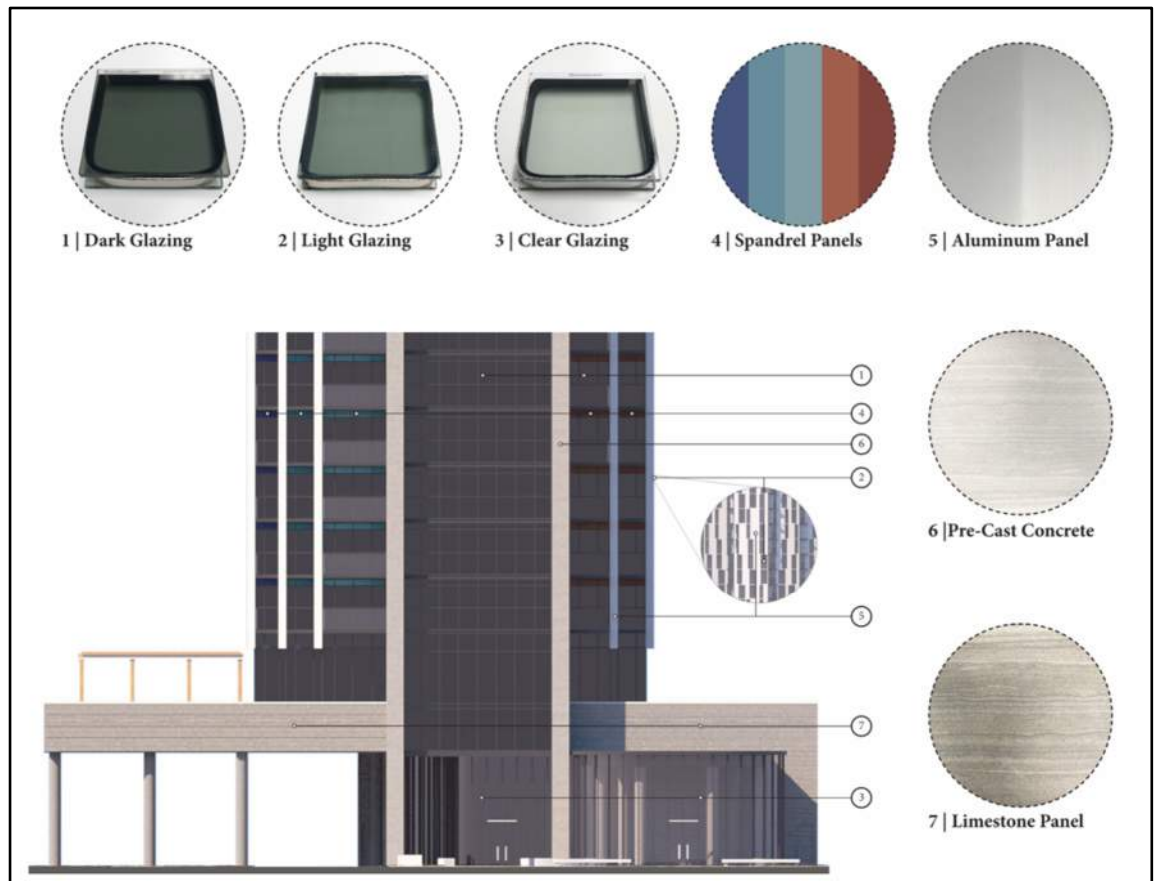 1 | Dark Glazing
2 | Light Glazing
3 | Clear Glazing
4 | Spandrel Panels
5 | Aluminum Panel
1
4
6
2
6 |Pre-Cast Concrete
5
7
3
7 | Limestone Panel